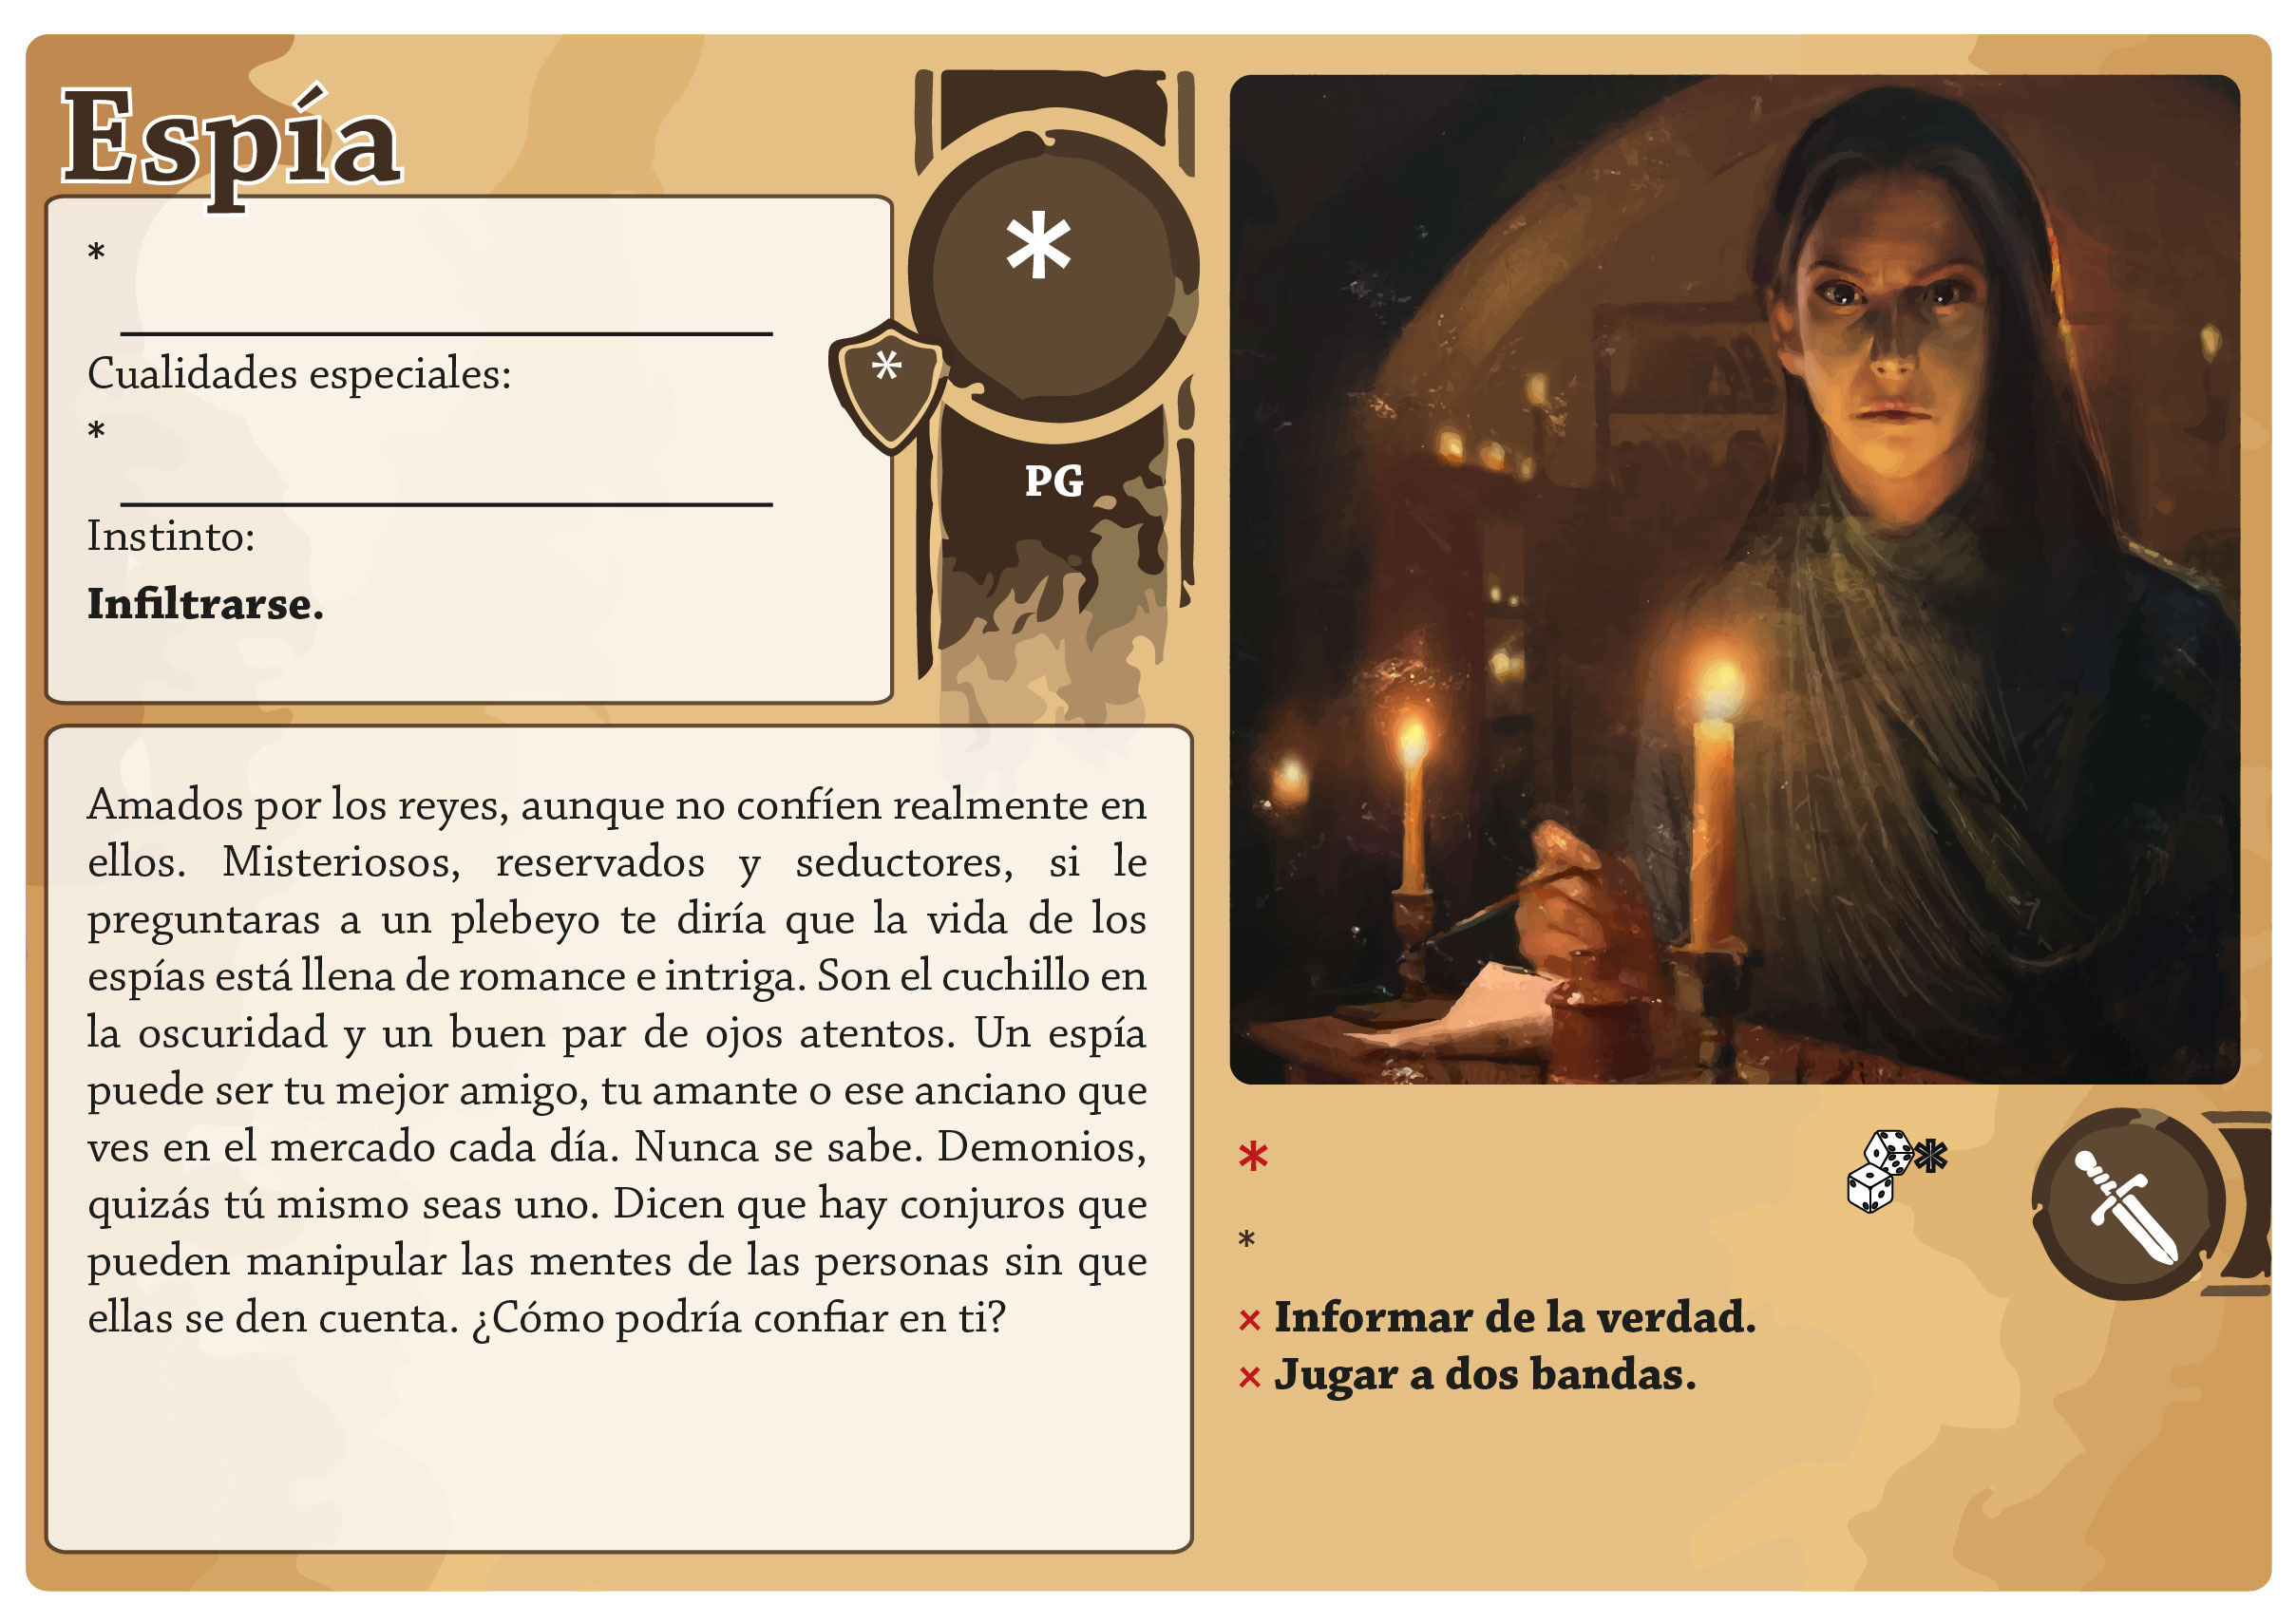 Espía
*
Cualidades especiales:
*
Instinto:
Infiltrarse.
*
*
PG
Amados por los reyes, aunque no confíen realmente en
ellos. Misteriosos, reservados y seductores, si le
preguntaras a un plebeyo te diría que la vida de los
espías está llena de romance e intriga. Son el cuchillo en
la oscuridad y un buen par de ojos atentos. Un espía
puede ser tu mejor amigo, tu amante o ese anciano que
ves en el mercado cada día. Nunca se sabe. Demonios,
quizás tú mismo seas uno. Dicen que hay conjuros que
pueden manipular las mentes de las personas sin que
ellas se den cuenta. ¿Cómo podría confiar en ti?
* *
*
× Informar de la verdad.
× Jugar a dos bandas.